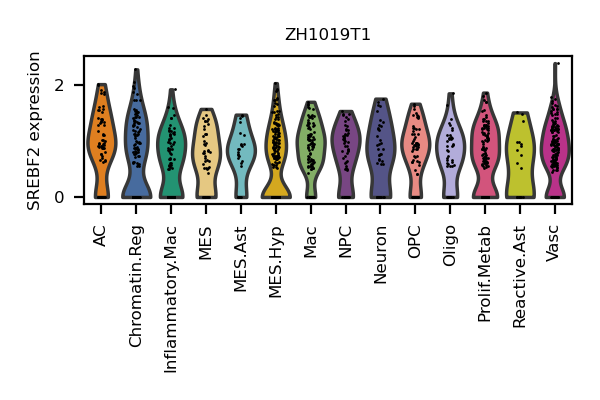 ZH1019T1
SREBF2 expression
2
0
AC
Chromatin.Reg
Inflammatory.Mac
MES
MES.Ast
MES.Hyp
Mac
NPC
Neuron
OPC
Oligo
Prolif.Metab
Reactive.Ast
Vasc